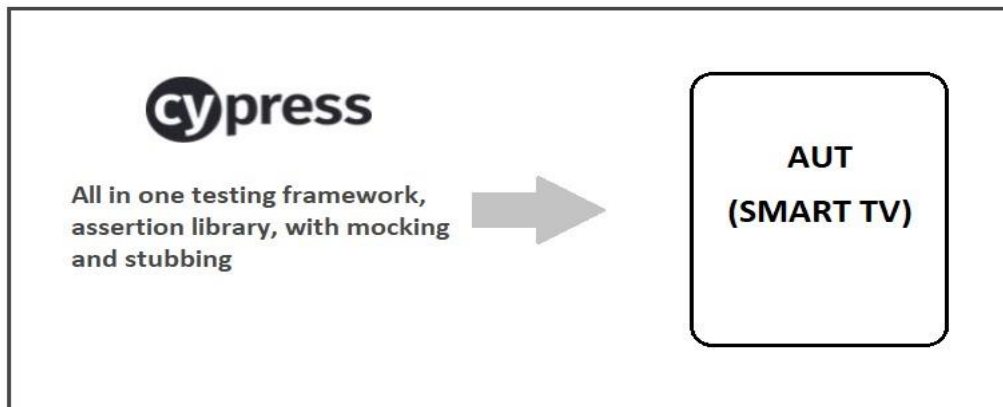 cypress
All in one testing framework,
assertion library, with mocking
and stubbing
AUT
(SMART TV)